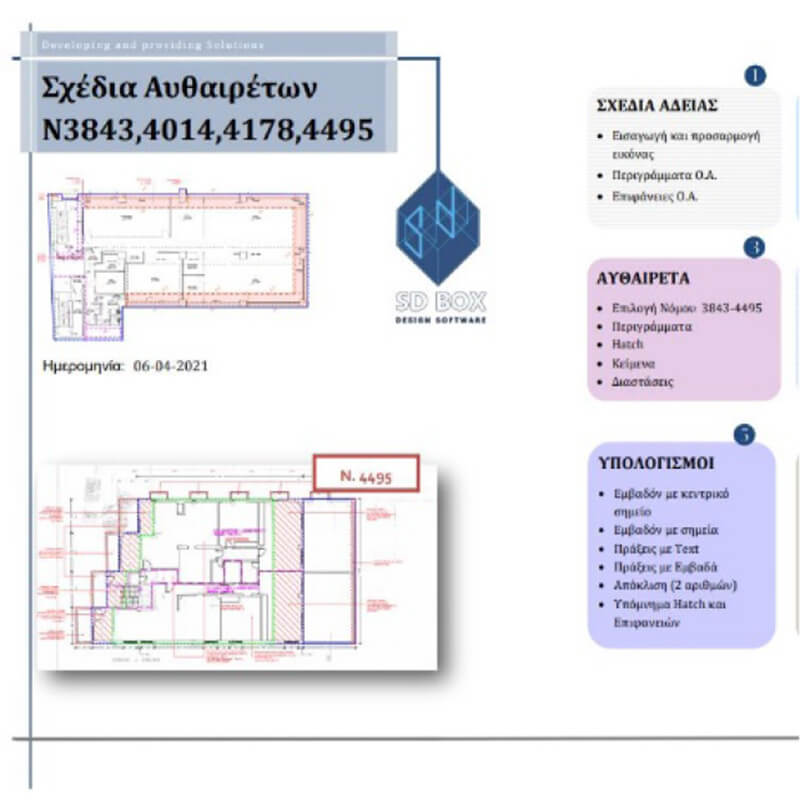 Developing and providing Solutions
Σχέδια Αυθαιρέτων
Ν3843,4014,4178,4495
SD BOX
DESIGN SOFTWARE
Ημερομηνία: 06-04-2021
N. 4495
1
ΣΧΕΔΙΑ ΑΔΕΙΑΣ
• Εισαγωγή και προσαρμογή
εικόνας
• Περιγράμματα Ο.Α.
• Επιφάνειες Ο.Α.
3
ΑΥΘΑΙΡΕΤΑ
• Επιλογή Νόμου 3843-4495
• Περιγράμματα
• Hatch
• Κείμενα
• Διαστάσεις
5
ΥΠΟΛΟΓΙΣΜΟΙ
• Εμβαδόν με κεντρικό
σημείο
• Εμβαδόν με σημεία
• Πράξεις με Text
• Πράξεις με Εμβαδά
• Απόκλιση (2 αριθμών)
• Υπόμνημα Hatch και
Επιφανειών